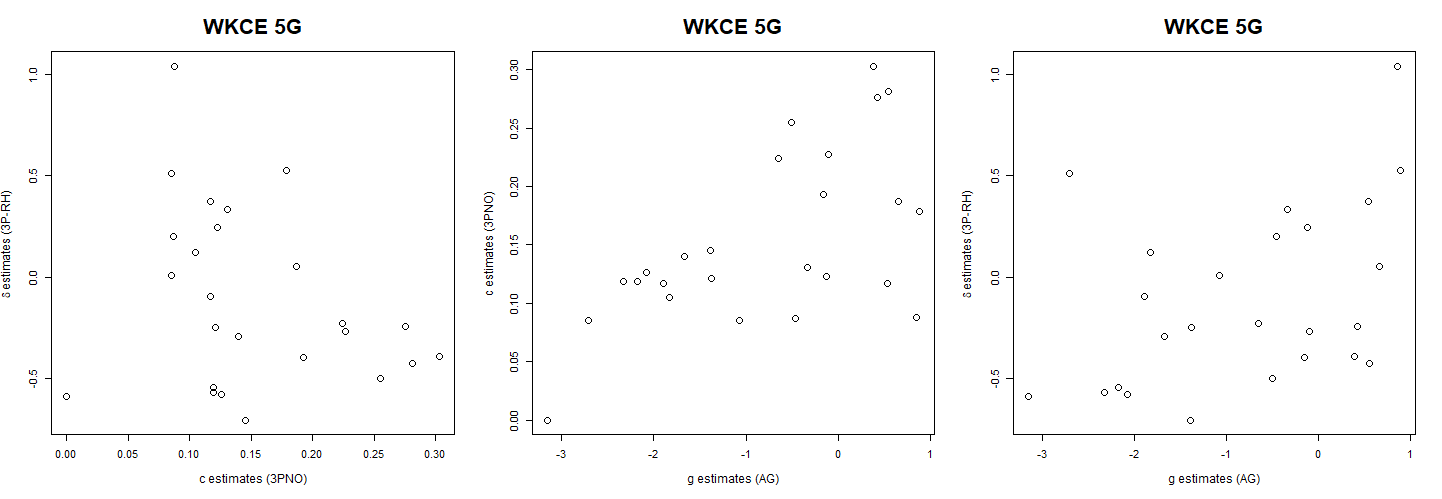 WKCE 5G
δ estimates (3P-RH)
1.0
0.5
0.0
-0.5
0.00 0.05 0.10 0.15 0.20 0.25 0.30
c estimates (3PNO)
WKCE 5G
c estimates (3PNO)
0.30
0.25
0.20
0.15
0.10
0.05
0.00
-3 -2 -1 0 1
g estimates (AG)
WKCE 5G
δ estimates (3P-RH)
1.0
0.5
0.0
-0.5
-3 -2 -1 0 1
g estimates (AG)